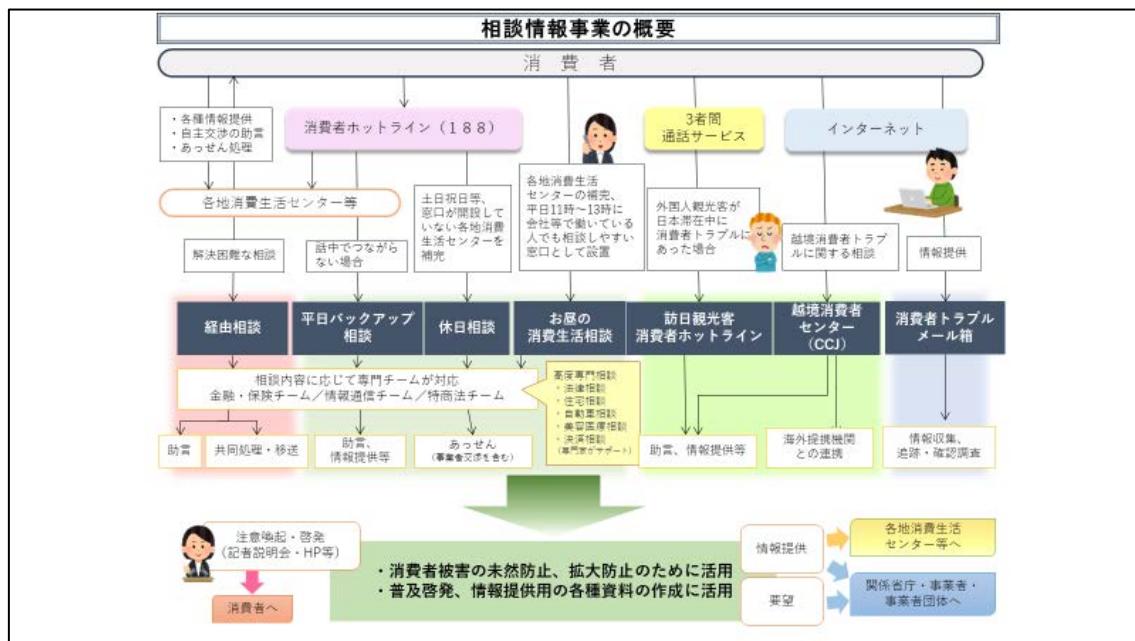 相談情報事業の概要
消 費 者
・各種情報提供
・自主交渉の助言
・あっせん処理
消費者ホットライン（１８８）
3者間
通話サービス
インターネット
各地消費生活センター等
土日祝日等、
窓口が開設して
いない各地消費
生活センターを
補完
各地消費生活
センターの補完、
平日11時～13時に
会社等で働いている
人でも相談しやすい
窓口として設置
外国人観光客が
日本滞在中に
消費者トラブルに
あった場合
越境消費者トラブ
ルに関する相談
情報提供
解決困難な相談
話中でつながら
ない場合
経由相談
平日バックアップ
相談
休日相談
お昼の
消費生活相談
訪日観光客
消費者ホットライン
越境消費者
センター
（CCJ）
消費者トラブル
メール箱
相談内容に応じて専門チームが対応
金融・保険チーム／情報通信チーム／特商法チーム
高度専門相談
・法律相談
・住宅相談
・自動車相談
・美容医療相談
・決済相談
（専門家がサポート）
助言
共同処理・移送
助言、
情報提供等
あっせん
（事業者交渉を含む）
助言、情報提供等
海外提携機関
との連携
情報収集、
追跡・確認調査
注意喚起・啓発
（記者説明会・HP等）
消費者へ
・消費者被害の未然防止、拡大防止のために活用
・普及啓発、情報提供用の各種資料の作成に活用
情報提供
要望
各地消費生活
センター等へ
関係省庁・事業者・
事業者団体へ